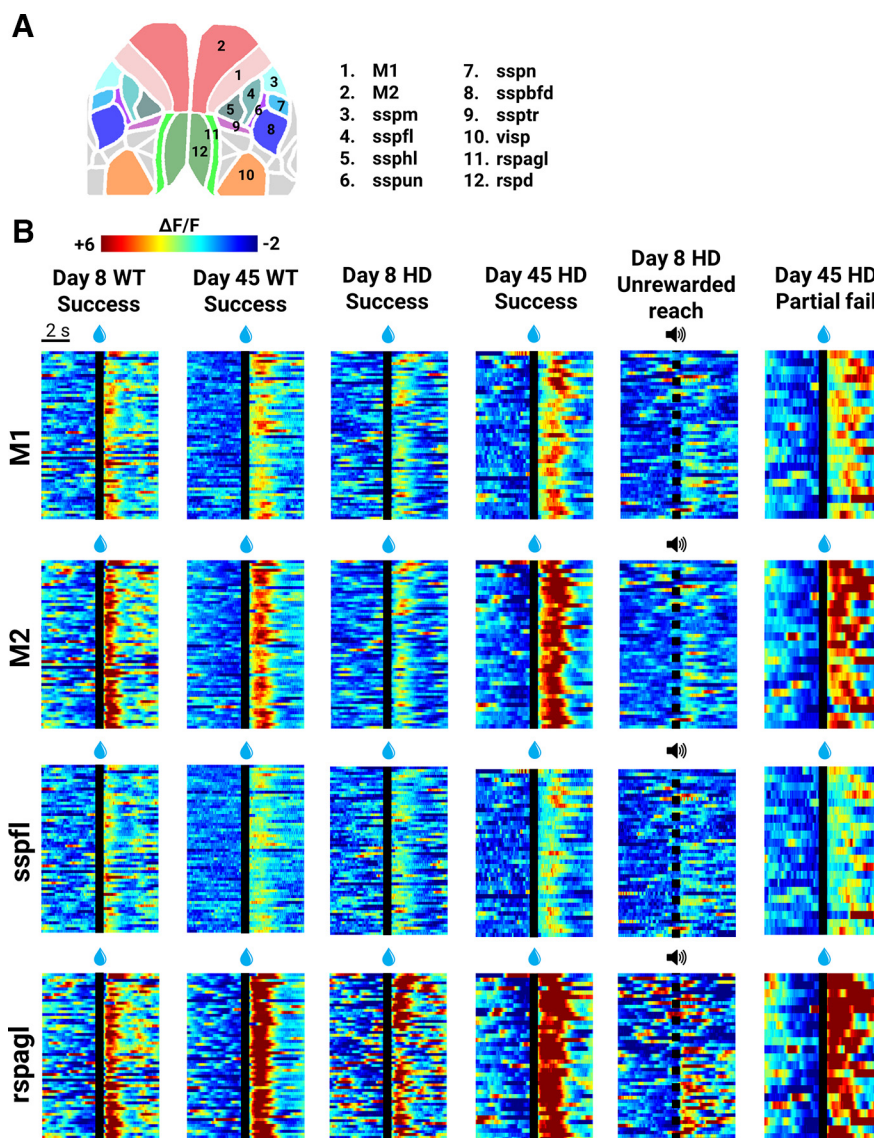 A
2
1
3
4
7
5
6
8
9
11
12
10
1. M1
2. M2
3. sspm
4. sspfl
5. ssphl
6. sspun
7. sspn
8. sspbfd
9. ssptr
10. visp
11. rspagl
12. rspd
B
ΔF/F
+6
-2
Day 8 WT
Success
Day 45 WT
Success
Day 8 HD
Success
Day 45 HD
Success
Day 8 HD
Unrewarded
reach
Day 45 HD
Partial fail
2 s
M1
M2
sspfl
rspagl